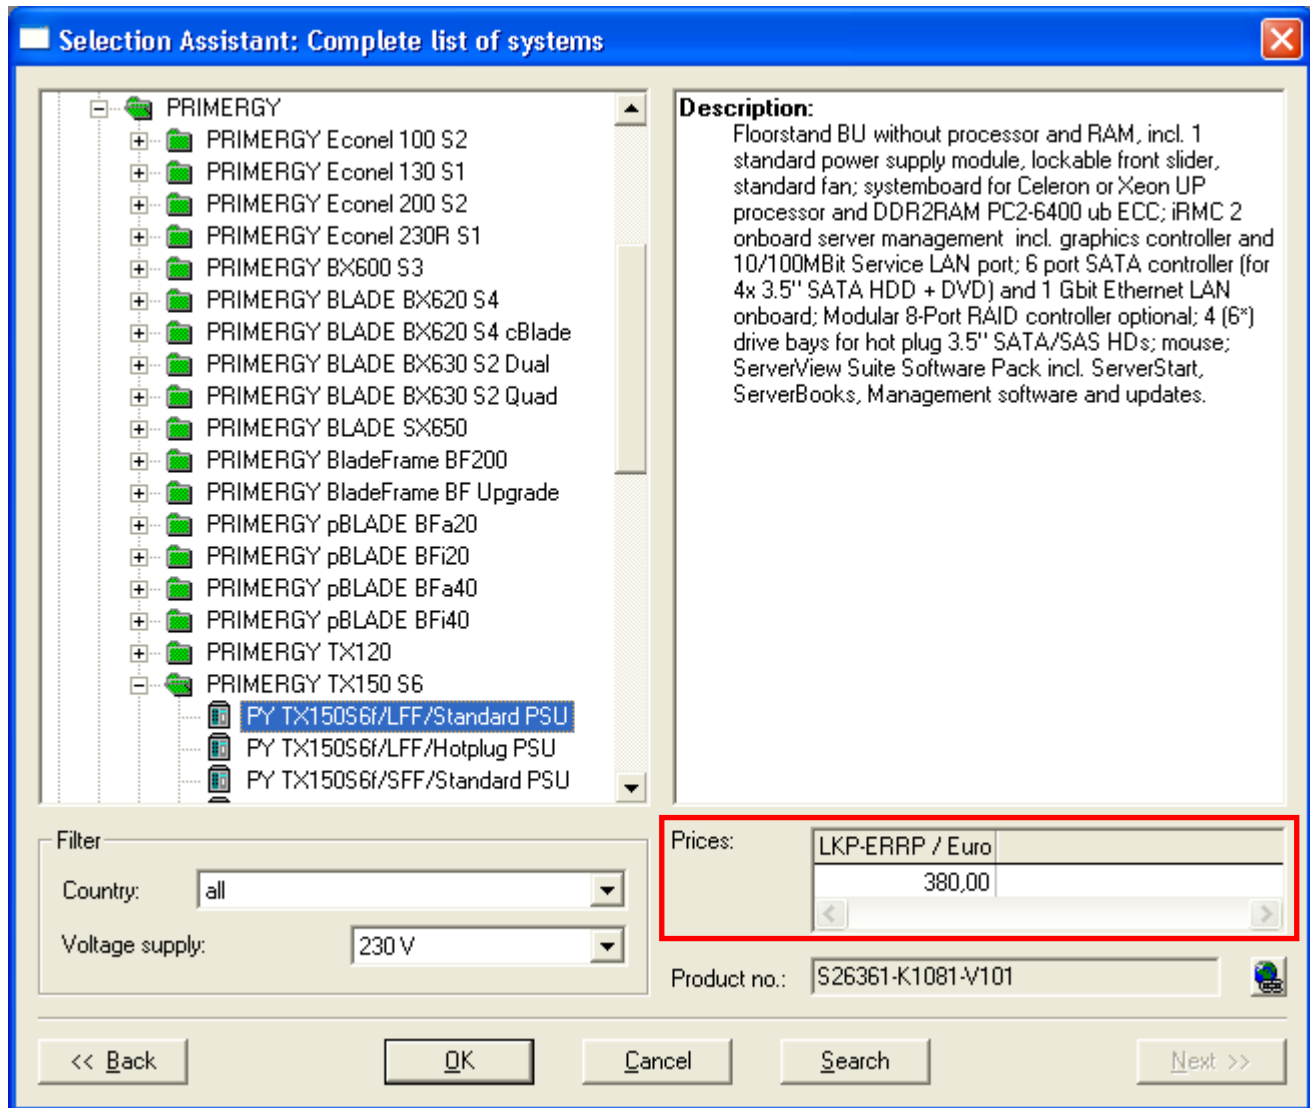 Selection Assistant: Complete list of systems
PRIMERGY
PRIMERGY Econel 100 S2
PRIMERGY Econel 130 S1
PRIMERGY Econel 200 S2
PRIMERGY Econel 230R S1
PRIMERGY BX600 S3
PRIMERGY BLADE BX620 S4
PRIMERGY BLADE BX620 S4 cBlade
PRIMERGY BLADE BX630 S2 Dual
PRIMERGY BLADE BX630 S2 Quad
PRIMERGY BLADE SX650
PRIMERGY BladeFrame BF200
PRIMERGY BladeFrame BF Upgrade
PRIMERGY pBLADE BFa20
PRIMERGY pBLADE BFi20
PRIMERGY pBLADE BFa40
PRIMERGY pBLADE BFi40
PRIMERGY TX120
PRIMERGY TX150 S6
PY TX150S6f/LFF/Standard PSU
PY TX150S6f/LFF/Hotplug PSU
PY TX150S6f/SFF/Standard PSU
Description:
Floorstand BU without processor and RAM, incl. 1
standard power supply module, lockable front slider,
standard fan; systemboard for Celeron or Xeon UP
processor and DDR2RAM PC2-6400 ub ECC; iRMC 2
onboard server management  incl. graphics controller and
10/100MBit Service LAN port; 6 port SATA controller (for
4x 3.5'' SATA HDD + DVD) and 1 Gbit Ethernet LAN
onboard; Modular 8-Port RAID controller optional; 4 (6*)
drive bays for hot plug 3.5'' SATA/SAS HDs; mouse;
ServerView Suite Software Pack incl. ServerStart,
ServerBooks, Management software and updates.
Filter
Country: all
Voltage supply: 230 V
Prices: LKP-ERRP / Euro
380,00
Product no.: S26361-K1081-V101
<< Back OK Cancel Search Next >>